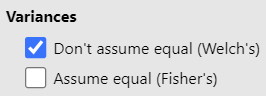 Variances
Don't assume equal (Welch's)
Assume equal (Fisher's)